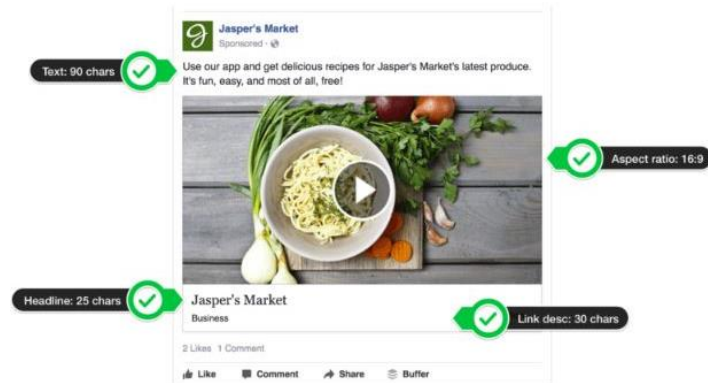 Jasper's Market
Sponsored ·
Text: 90 chars
Use our app and get delicious recipes for Jasper's Market's latest produce.
It's fun, easy, and most of all, free!
Aspect ratio: 16:9
Headline: 25 chars
Jasper's Market
Business
Link desc: 30 chars
2 Likes 1 Comment
Like Comment Share Buffer